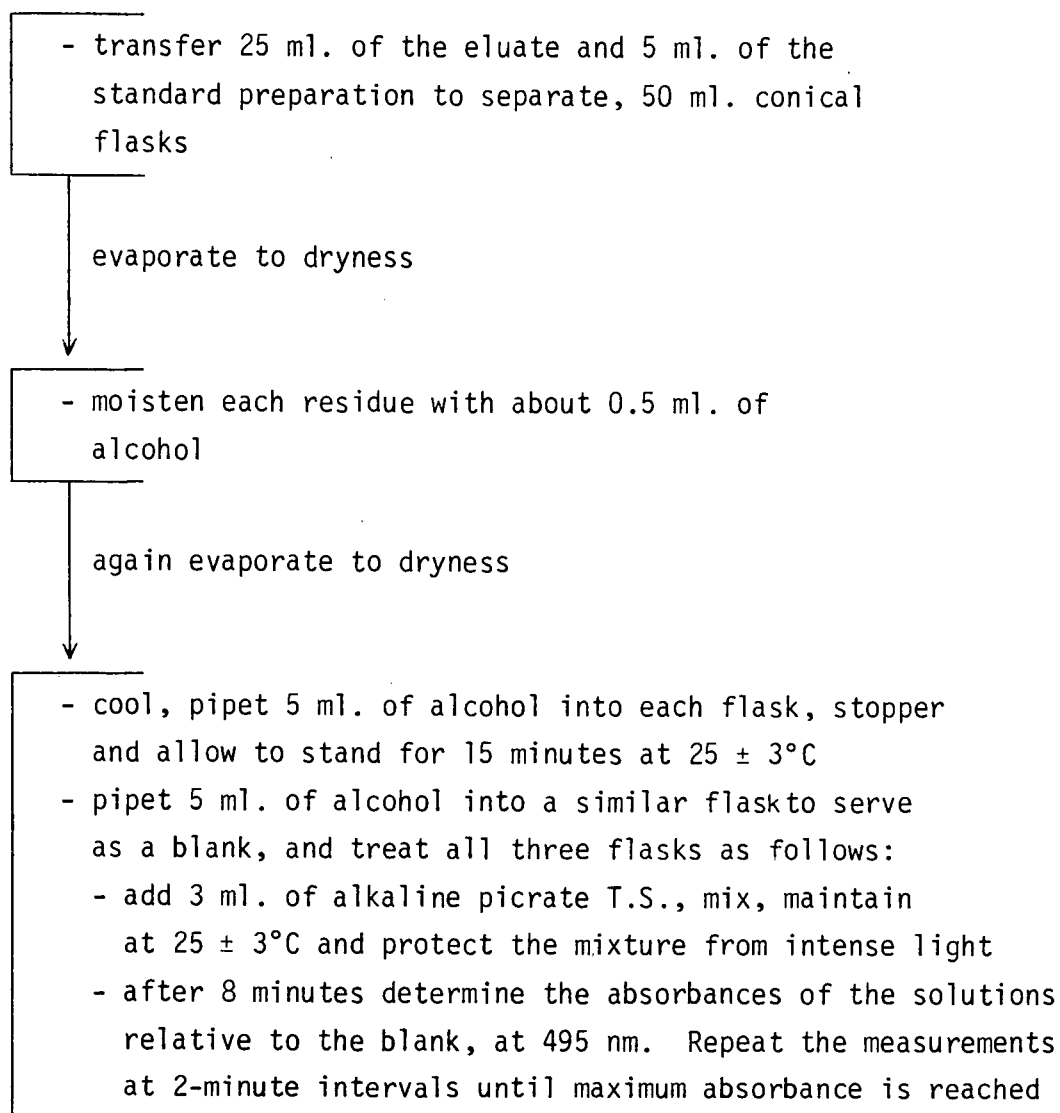 - transfer 25 ml. of the eluate and 5 ml. of the
standard preparation to separate, 50 ml. conical
flasks
evaporate to dryness
- moisten each residue with about 0.5 ml. of
alcohol
again evaporate to dryness
- cool, pipet 5 ml. of alcohol into each flask, stopper
and allow to stand for 15 minutes at 25 ± 3°C
- pipet 5 ml. of alcohol into a similar flask to serve
as a blank, and treat all three flasks as follows:
- add 3 ml. of alkaline picrate T.S., mix, maintain
at 25 ± 3°C and protect the mixture from intense light
- after 8 minutes determine the absorbances of the solutions
relative to the blank, at 495 nm. Repeat the measurements
at 2-minute intervals until maximum absorbance is reached